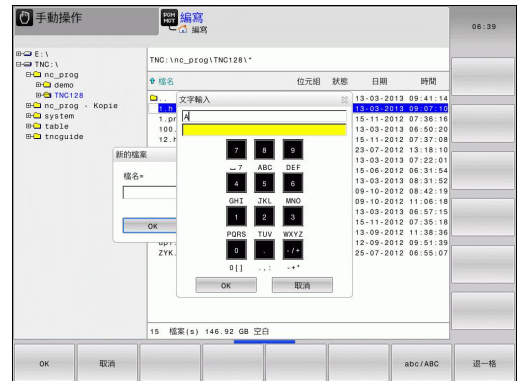 手動操作
PGM MGT 編寫
編寫
06:39
E:\
TNC:\
nc_prog
demo
TNC128
nc_prog - Kopie
system
table
tncguide
TNC:\nc_prog\TNC128\*
檔名 位元組 狀態 日期 時間
..
13-03-2013 09:41:14
1.h 13-03-2013 09:07:10
15-11-2012 07:36:16
100. 13-03-2013 06:50:20
12. 15-11-2012 07:37:08
23-07-2012 13:18:10
13-03-2013 07:22:01
15-06-2012 06:31:54
13-03-2013 08:31:52
09-10-2012 08:42:19
09-10-2012 11:06:18
13-03-2013 06:57:15
15-11-2012 07:35:18
13-09-2012 11:38:36
12-09-2012 09:51:39
ZYK. 25-07-2012 06:55:07
新的檔案
檔名=
OK
文字輸入
A
7 8 9
7 ABC DEF
4 5 6
GHI JKL MNO
1 2 3
PQRS TUV WXYZ
0 . -/+
0[] .,: -+*
OK 取消
15 檔案(s) 146.92 GB 空白
OK 取消 abc/ABC 退一格